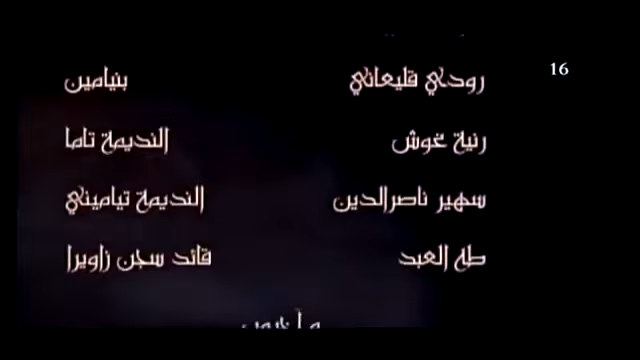 رودي قليعاني بنيامين
16
رنية غوش النديمة تاما
سهير ناصرالدين النديمة تياميني
طه العبد قائد سجن زاويرا